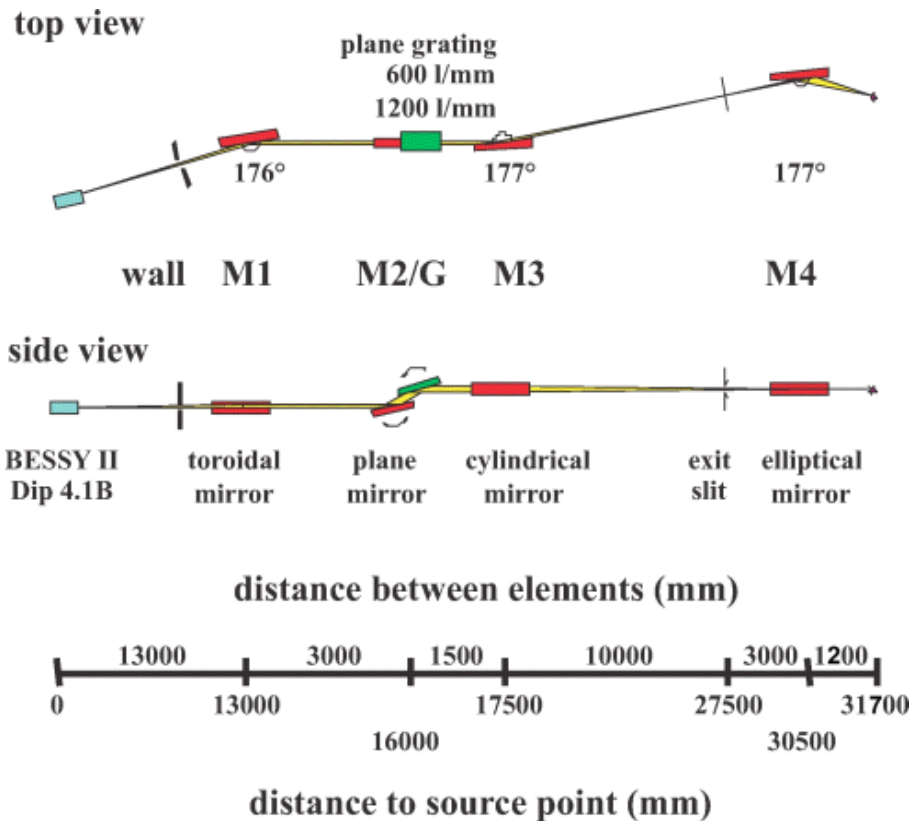 top view
plane grating
600 l/mm
1200 l/mm
176°
177°
177°
wall M1 M2/G M3 M4
side view
BESSY II
Dip 4.1B
toroidal
mirror
plane
mirror
cylindrical
mirror
exit
slit
elliptical
mirror
distance between elements (mm)
13000 3000 1500 10000 3000 1200
0 13000 17500 27500 31700
16000 30500
distance to source point (mm)